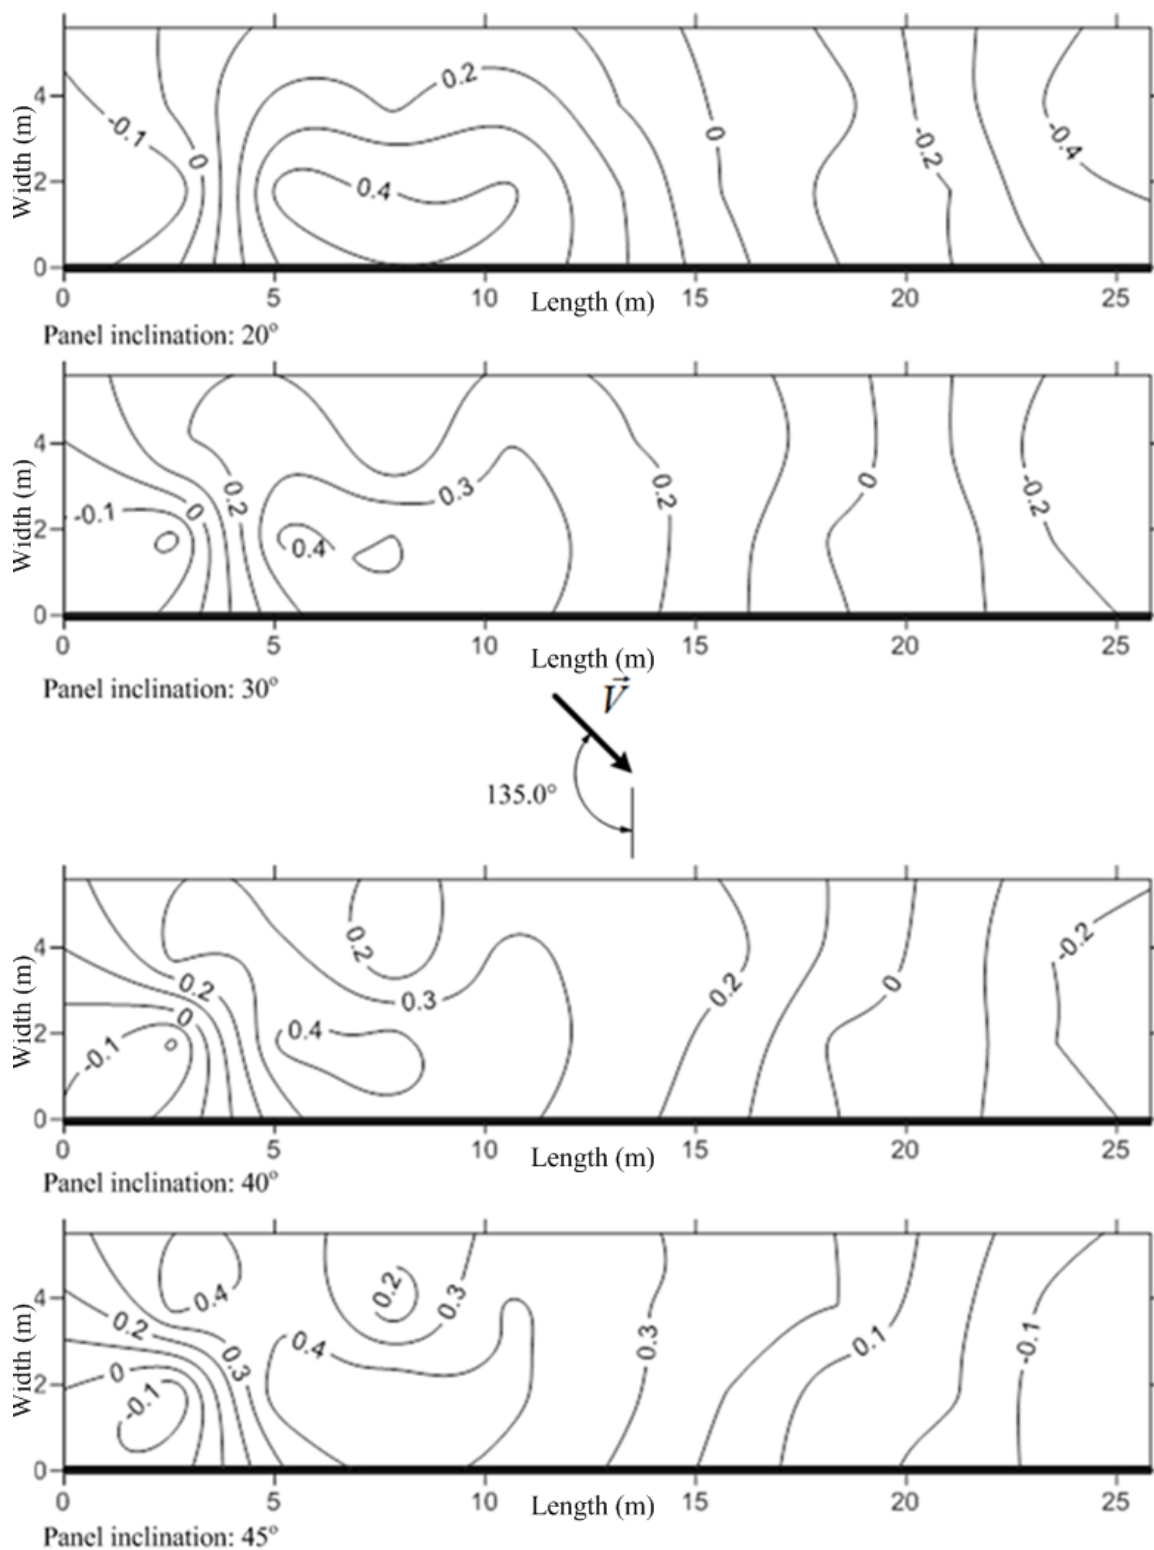 Width (m)
4
2
0
-0.1
0
0.2
0.4
0
-0.2
-0.4
0 5 10 15 20 25
Length (m)
Panel inclination: 20°
Width (m)
4
2
0
-0.1
0
0.2
0.4
0.3
0.2
0
-0.2
0 5 10 15 20 25
Length (m)
Panel inclination: 30°
V⃗
135.0°
Width (m)
4
2
0
-0.1
0
0.2
0.4
0.2
0.3
0.2
0
-0.2
0 5 10 15 20 25
Length (m)
Panel inclination: 40°
Width (m)
4
2
0
0.2
0
-0.1
0.4
0.3
0.4
0.2
0.3
0.3
0.1
-0.1
0 5 10 15 20 25
Length (m)
Panel inclination: 45°